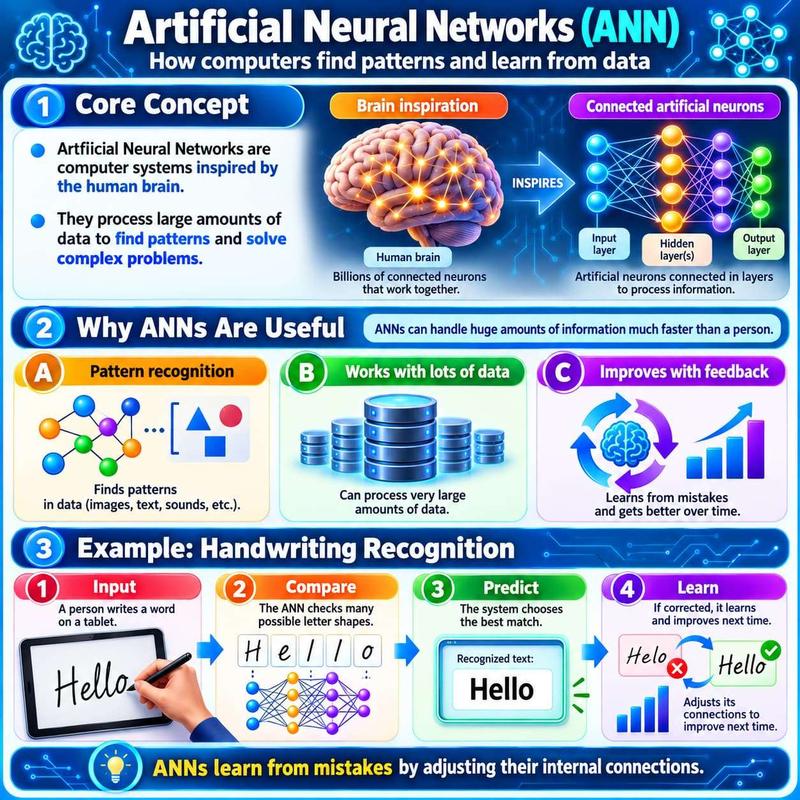 Artificial Neural Networks (ANN)
How computers find patterns and learn from data
1 Core Concept
Artfiicial Neural Networks are
computer systems inspired by
the human brain.
They process large amounts of
data to find patterns and solve
complex problems.
Brain inspiration
Human brain
Billions of connected neurons
that work together.
INSPIRES
Connected artificial neurons
Input
layer
Hidden
layer(s)
Output
layer
Artificial neurons connected in layers
to process information.
2 Why ANNs Are Useful
ANNs can handle huge amounts of information much faster than a person.
A Pattern recognition
Finds patterns
in data (images, text, sounds, etc.).
B Works with lots of data
Can process very large
amounts of data.
C Improves with feedback
Learns from mistakes
and gets better over time.
3 Example: Handwriting Recognition
1 Input
A person writes a word
on a tablet.
Hello
2 Compare
The ANN checks many
possible letter shapes.
H e l l o
3 Predict
The system chooses
the best match.
Recognized text:
Hello
4 Learn
If corrected, it learns
and improves next time.
Helo
Hello
Adjusts its
connections to
improve next time.
ANNs learn from mistakes by adjusting their internal connections.